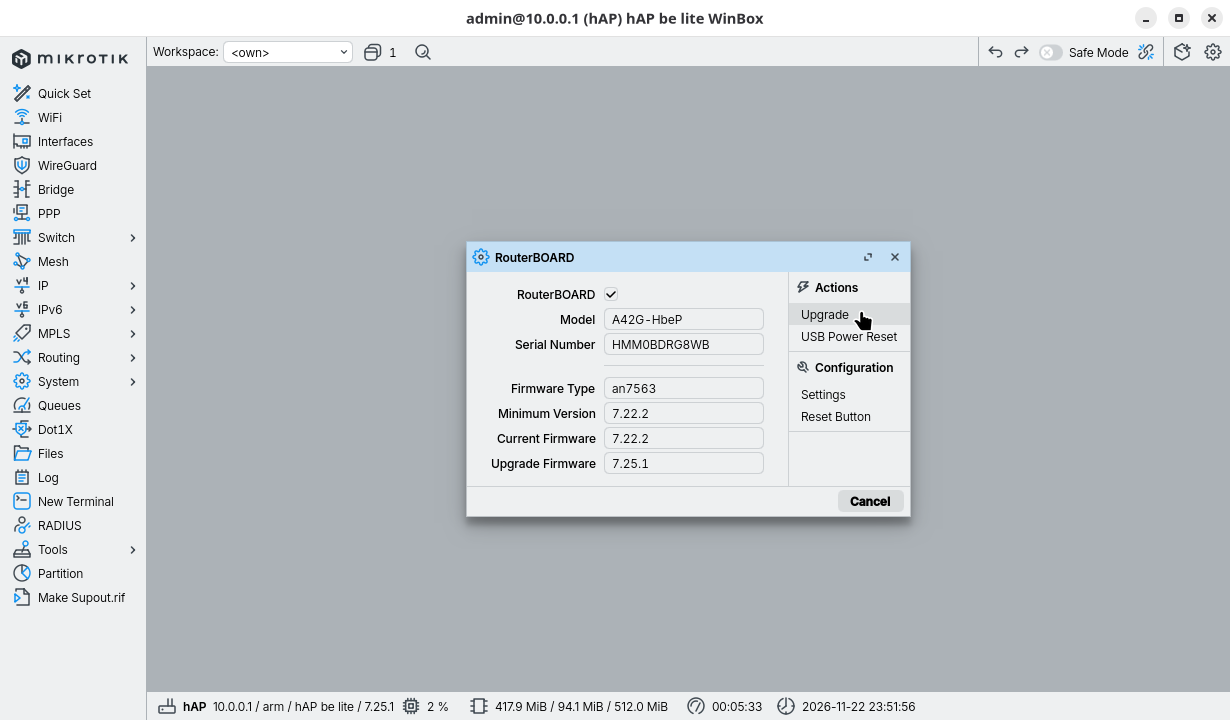 admin@10.0.0.1 (hAP) hAP be lite WinBox
MIKROTIK
Workspace: <own> 1 Safe Mode
Quick Set
WiFi
Interfaces
WireGuard
Bridge
PPP
Switch
Mesh
IP
IPv6
MPLS
Routing
System
Queues
Dot1X
Files
Log
New Terminal
RADIUS
Tools
Partition
Make Supout.rif
RouterBOARD
RouterBOARD
Model A42G-HbeP
Serial Number HMM0BDRG8WB
Firmware Type an7563
Minimum Version 7.22.2
Current Firmware 7.22.2
Upgrade Firmware 7.25.1
Actions
Upgrade
USB Power Reset
Configuration
Settings
Reset Button
Cancel
hAP 10.0.0.1 / arm / hAP be lite / 7.25.1 2 % 417.9 MiB / 94.1 MiB / 512.0 MiB 00:05:33 2026-11-22 23:51:56